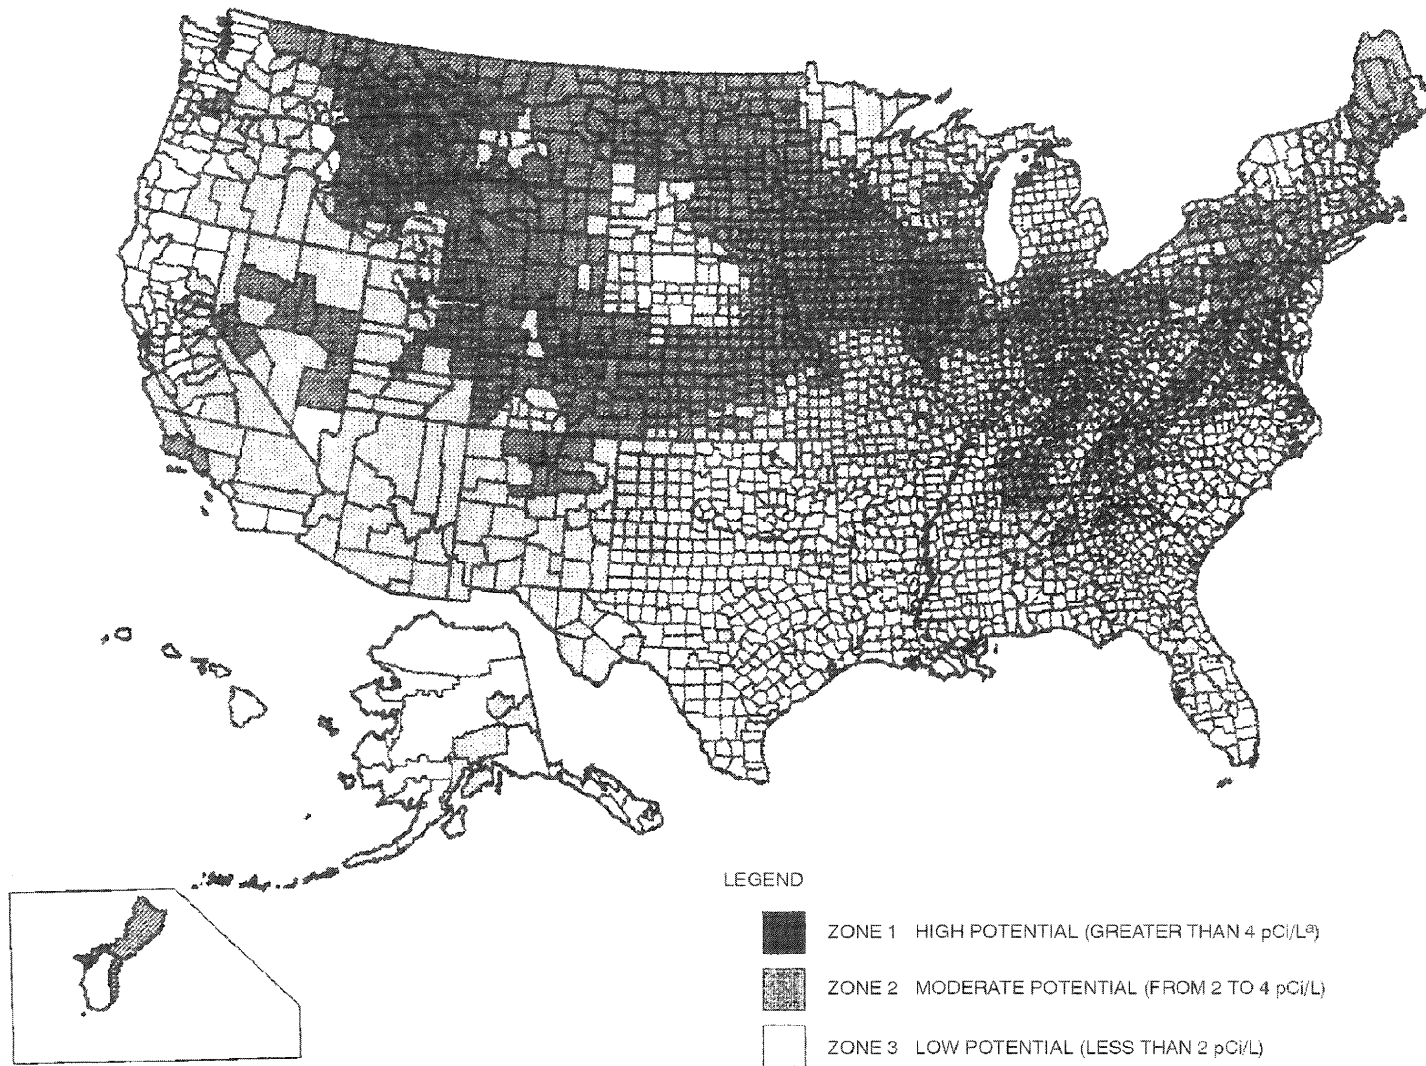 LEGEND
ZONE 1 HIGH POTENTIAL (GREATER THAN 4 pCi/Lª)
ZONE 2 MODERATE POTENTIAL (FROM 2 TO 4 pCi/L)
ZONE 3 LOW POTENTIAL (LESS THAN 2 pCi/L)